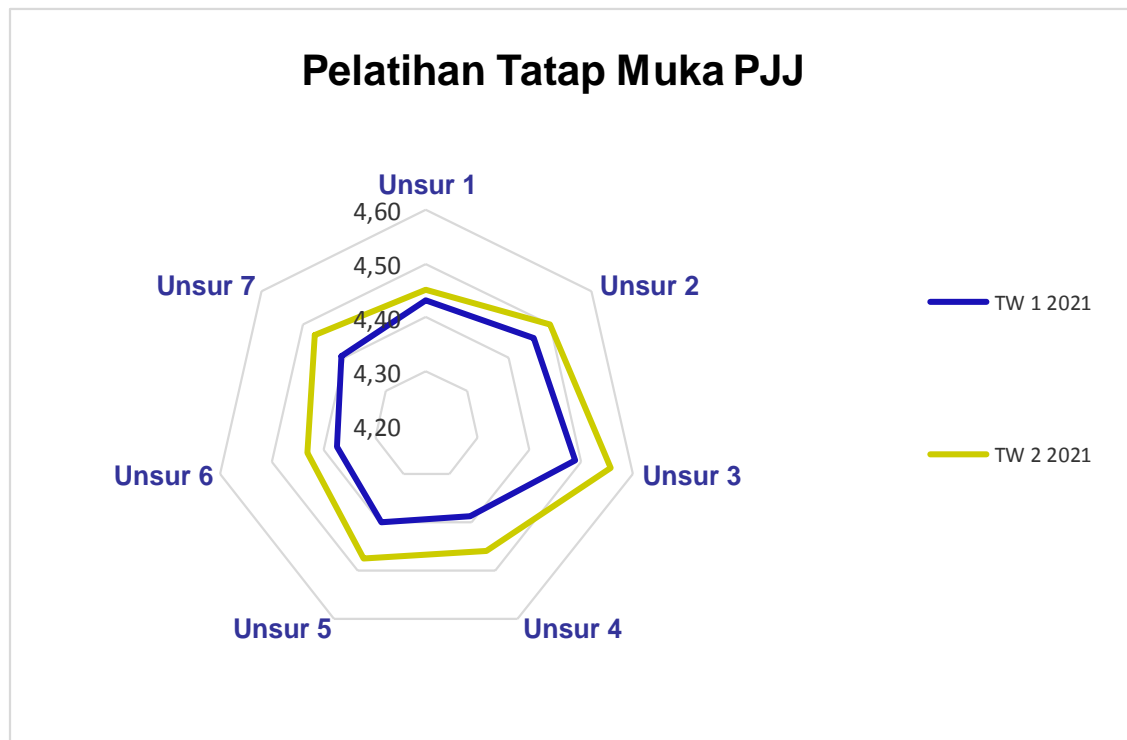 Pelatihan Tatap Muka PJJ
Unsur 1
4,60
4,50
4,40
4,30
4,20
Unsur 2
Unsur 3
Unsur 4
Unsur 5
Unsur 6
Unsur 7
TW 1 2021
TW 2 2021